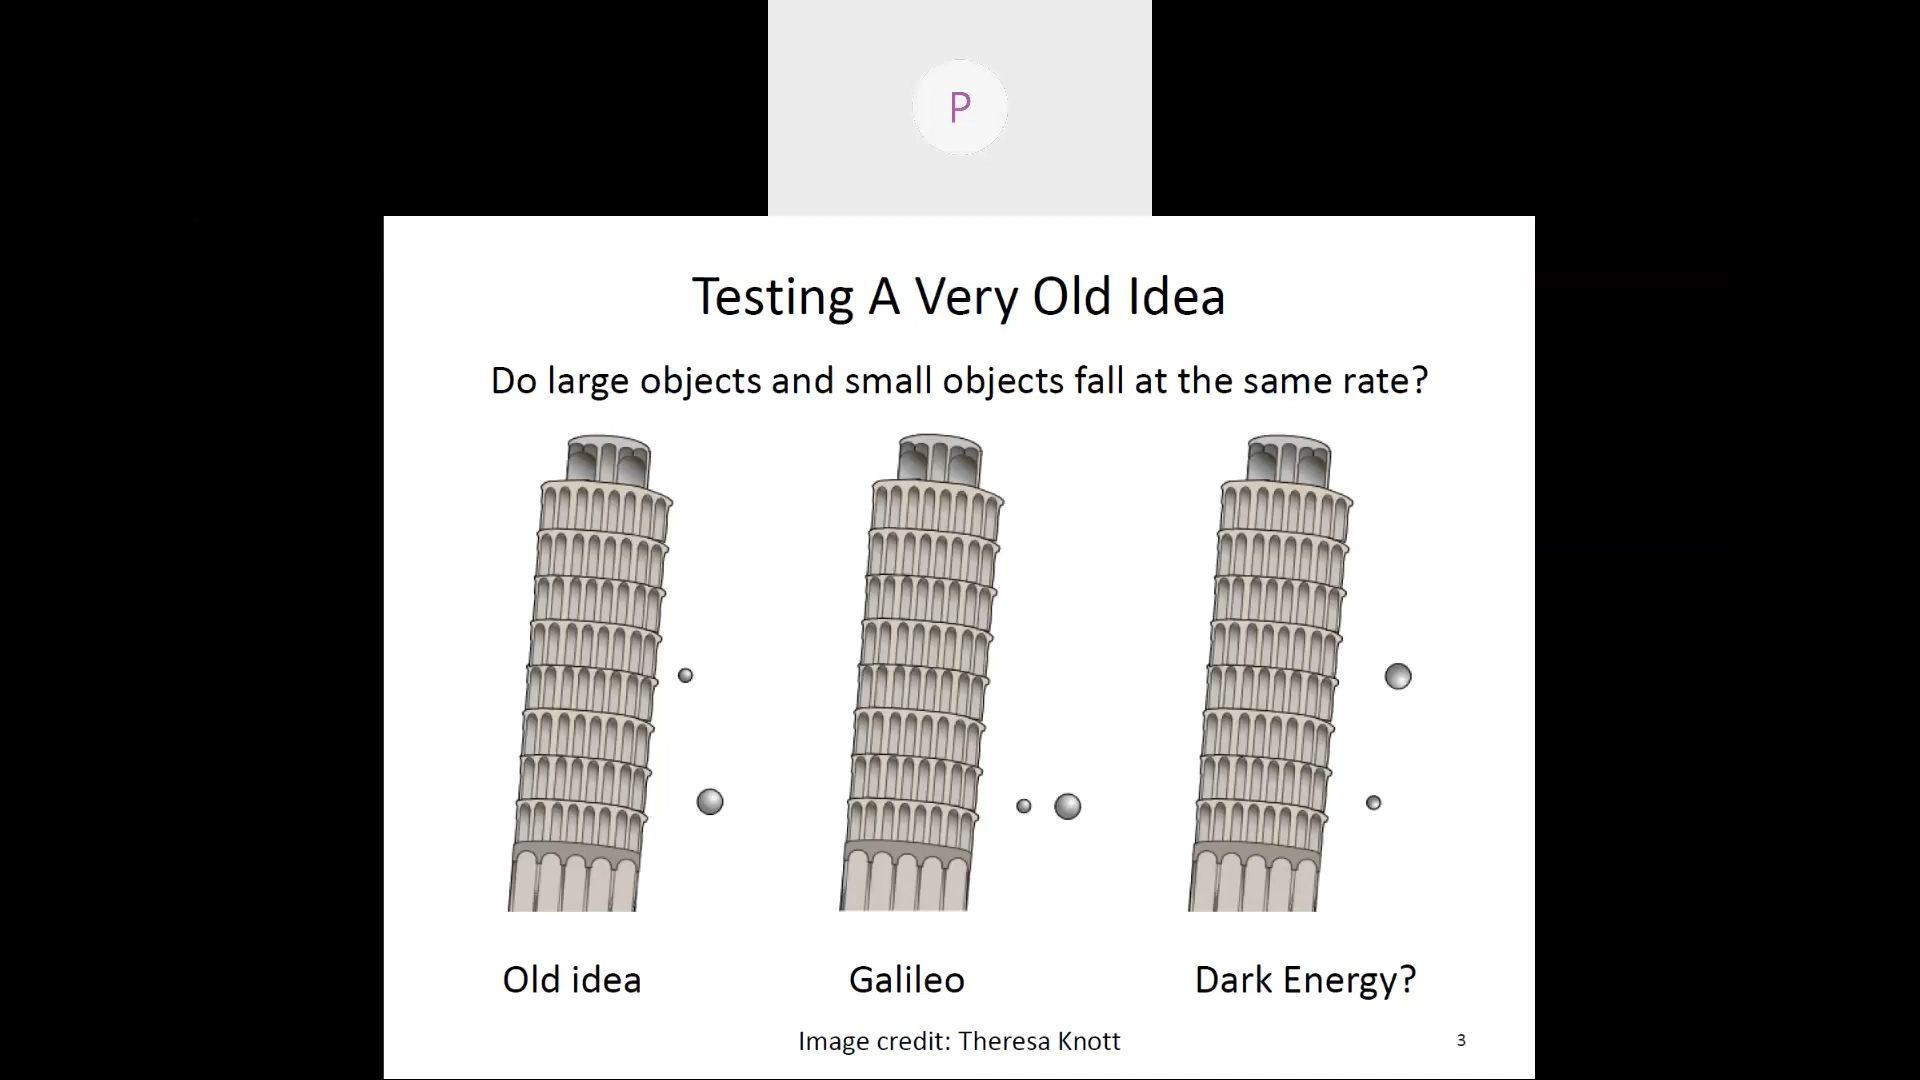 P
Testing A Very Old Idea
Do large objects and small objects fall at the same rate?
Old idea
Galileo
Dark Energy?
Image credit: Theresa Knott
3